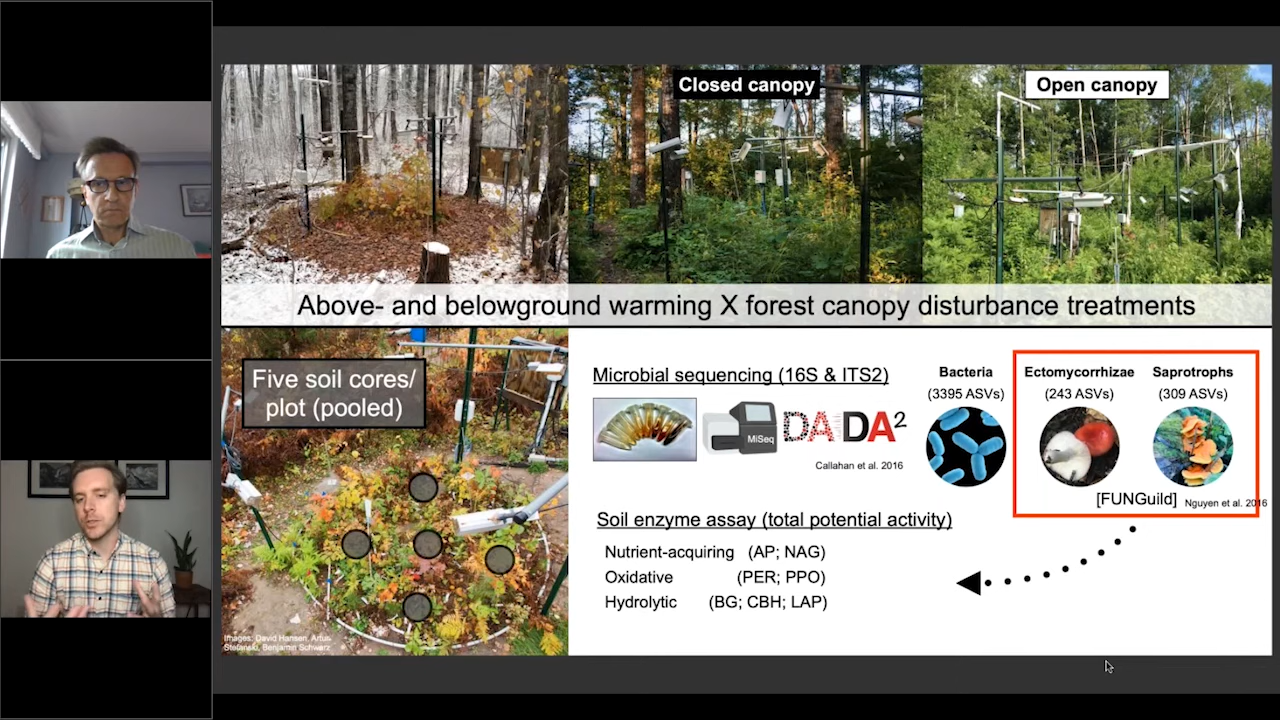 Closed canopy
Open canopy
Above- and belowground warming X forest canopy disturbance treatments
Five soil cores/
plot (pooled)
Images: David Hansen, Artur
Stefanski, Benjamin Schwarz
Microbial sequencing (16S & ITS2)
MiSeq
DADA2
Callahan et al. 2016
Bacteria
(3395 ASVs)
Ectomycorrhizae
(243 ASVs)
Saprotrophs
(309 ASVs)
[FUNGuild] Nguyen et al. 2016
Soil enzyme assay (total potential activity)
Nutrient-acquiring (AP; NAG)
Oxidative (PER; PPO)
Hydrolytic (BG; CBH; LAP)